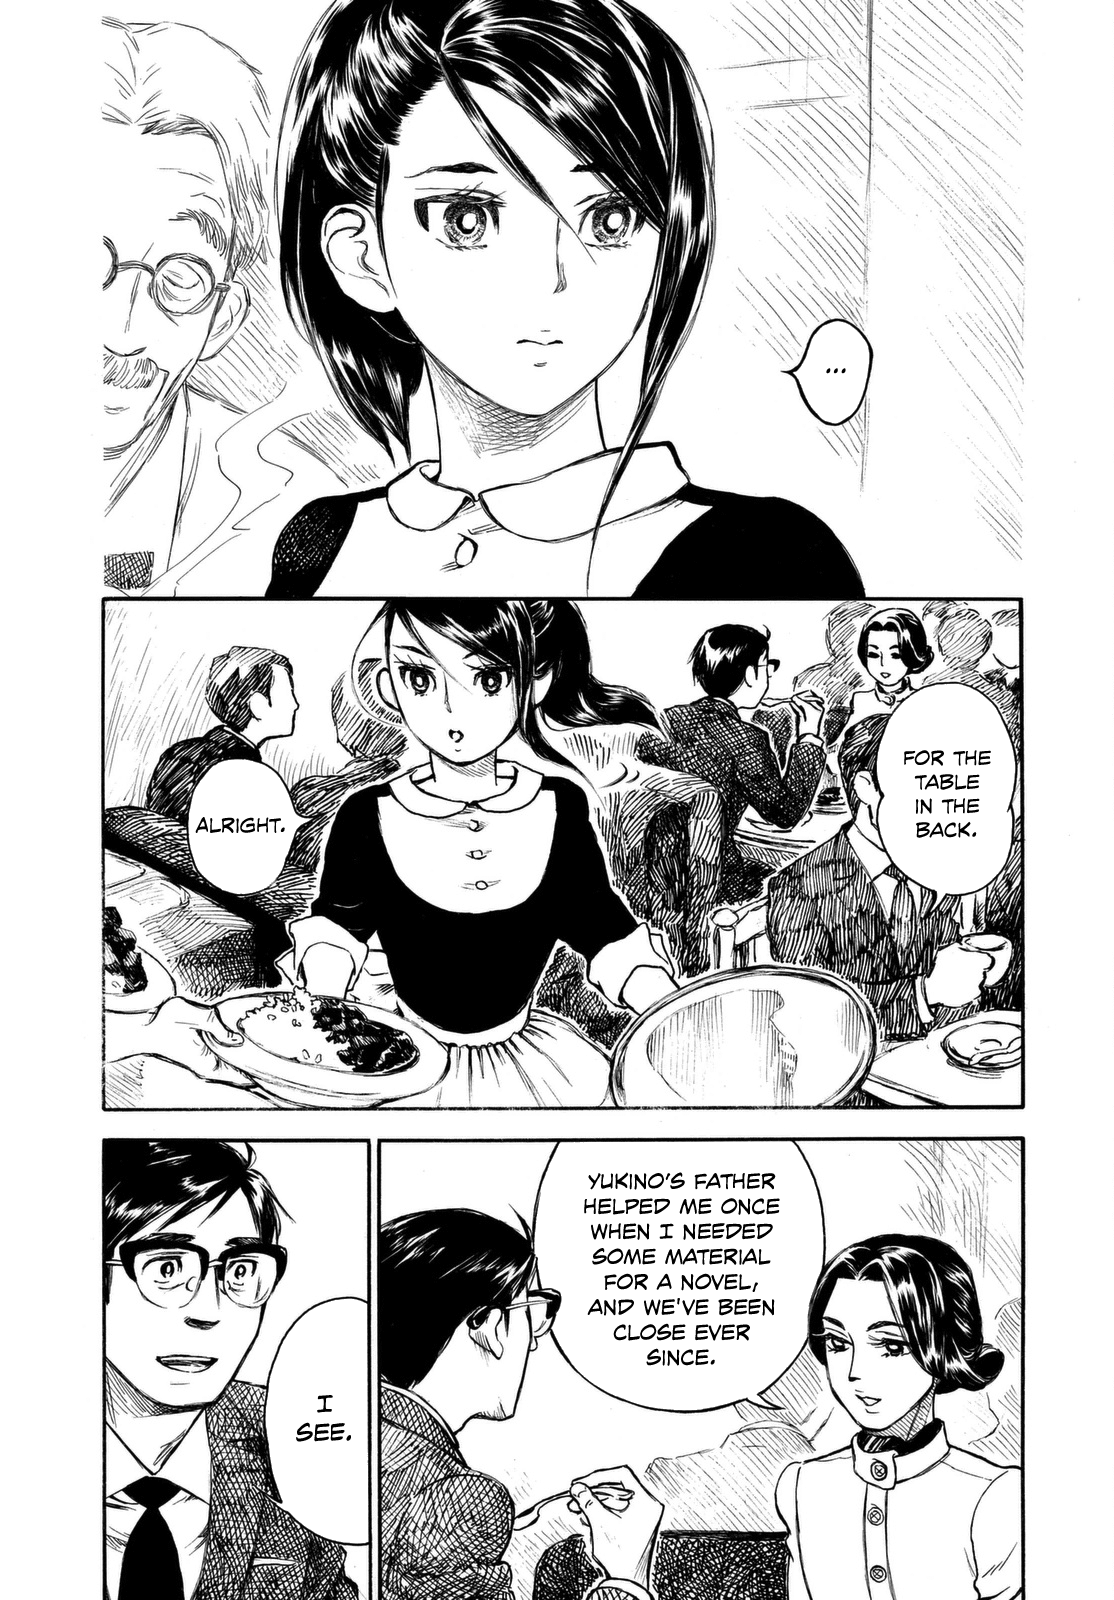 ...
FOR THE
TABLE
IN THE
BACK.
ALRIGHT.
YUKINO'S FATHER
HELPED ME ONCE
WHEN I NEEDED
SOME MATERIAL
FOR A NOVEL,
AND WE'VE BEEN
CLOSE EVER
SINCE.
I
SEE.